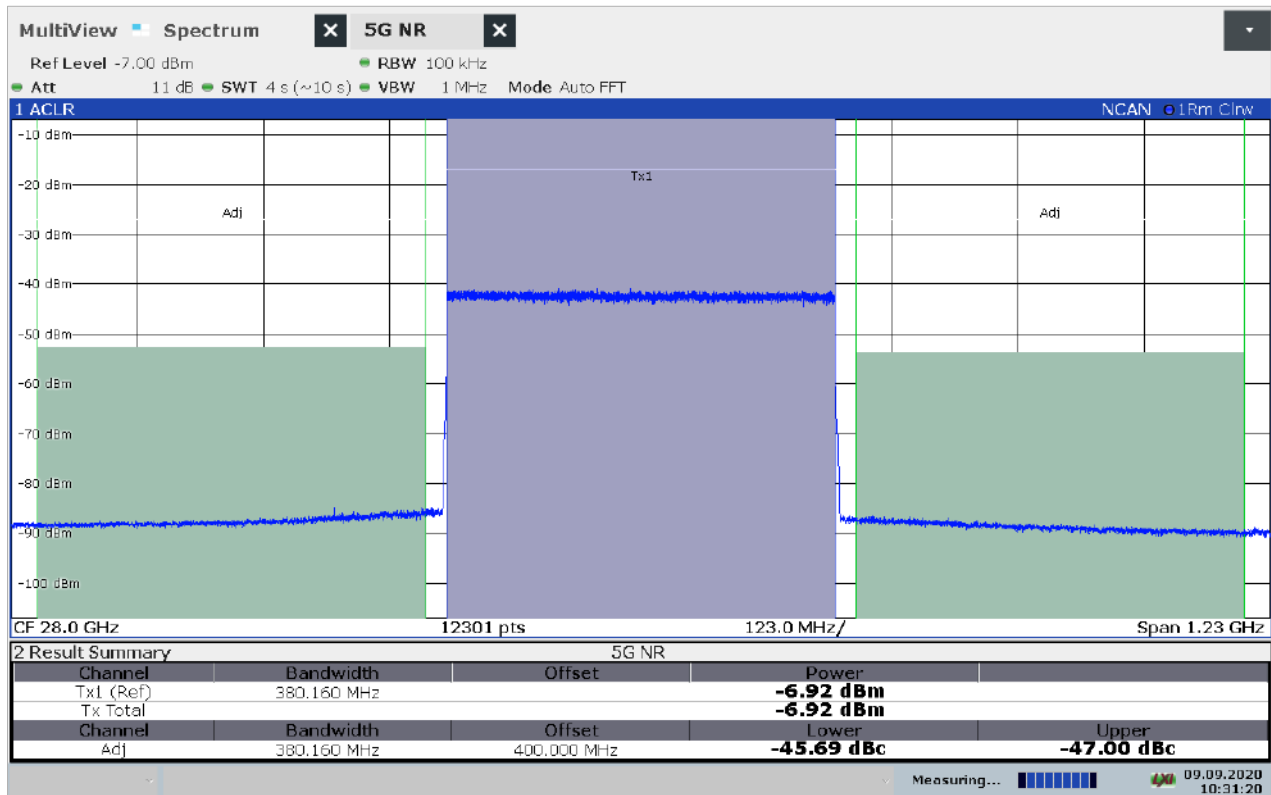 MultiView Spectrum X 5G NR X
Ref Level -7.00 dBm RBW 100 kHz
Att 11 dB SWT 4 s (~10 s) VBW 1 MHz Mode Auto FFT
1 ACLR NCAN 1Rm Clrw
-10 dBm
Tx1
-20 dBm
Adj Adj
-30 dBm
-40 dBm
-50 dBm
-60 dBm
-70 dBm
-80 dBm
-90 dBm
-100 dBm
CF 28.0 GHz 12301 pts 123.0 MHz/ Span 1.23 GHz
2 Result Summary 5G NR
Channel Bandwidth Offset Power
Tx1 (Ref) 380.160 MHz -6.92 dBm
Tx Total -6.92 dBm
Channel Bandwidth Offset Lower Upper
Adj 380.160 MHz 400.000 MHz -45.69 dBc -47.00 dBc
Measuring... LXI 09.09.2020
10:31:20